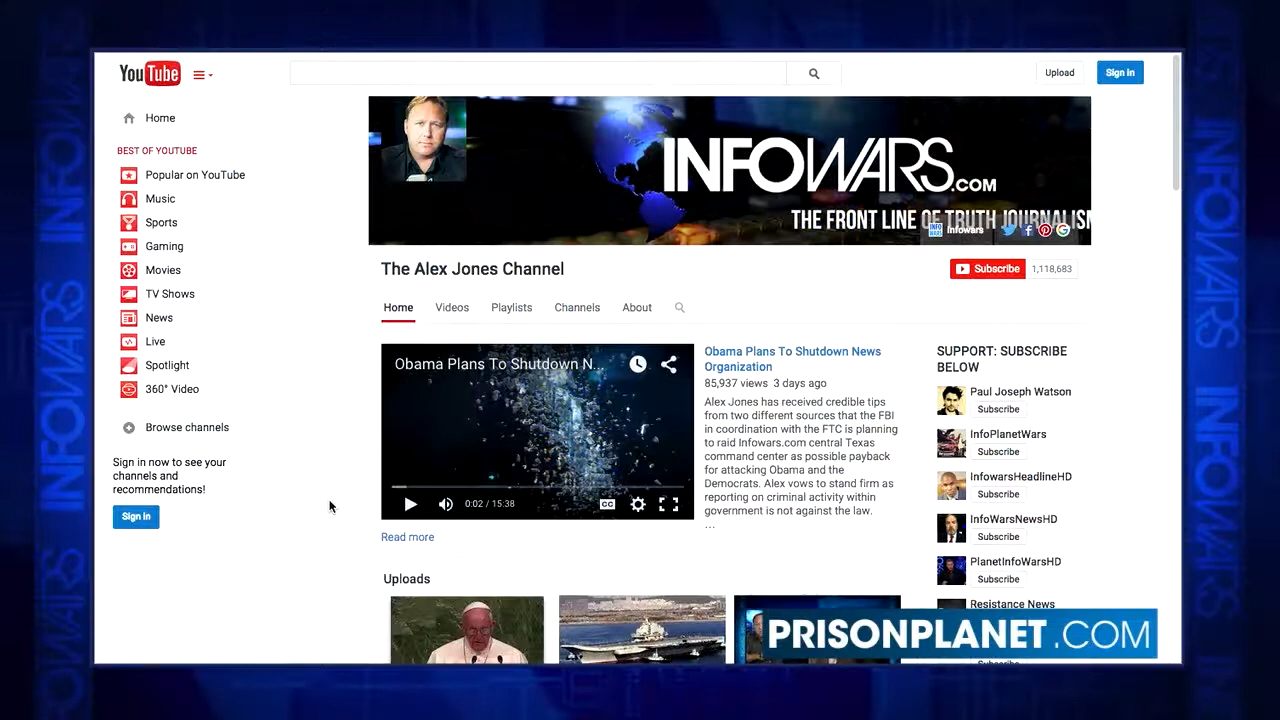 YouTube
Upload
Sign in
Home
BEST OF YOUTUBE
Popular on YouTube
Music
Sports
Gaming
Movies
TV Shows
News
Live
Spotlight
360° Video
Browse channels
Sign in now to see your
channels and
recommendations!
Sign in
INFOWARS.COM
THE FRONT LINE OF TRUTH JOURNALISM
INFO
WARS
Infowars
The Alex Jones Channel
Subscribe
1,118,683
Home
Videos
Playlists
Channels
About
Obama Plans To Shutdown N...
0:02 / 15:38
CC
Read more
Obama Plans To Shutdown News
Organization
85,937 views 3 days ago
Alex Jones has received credible tips
from two different sources that the FBI
in coordination with the FTC is planning
to raid Infowars.com central Texas
command center as possible payback
for attacking Obama and the
Democrats. Alex vows to stand firm as
reporting on criminal activity within
government is not against the law.
...
SUPPORT: SUBSCRIBE
BELOW
Paul Joseph Watson
Subscribe
InfoPlanetWars
Subscribe
InfowarsHeadlineHD
Subscribe
InfoWarsNewsHD
Subscribe
PlanetInfoWarsHD
Subscribe
Resistance News
Uploads
PRISONPLANET.COM
INFOWARS
INFOWARS
INFOWARS
INFOWARS